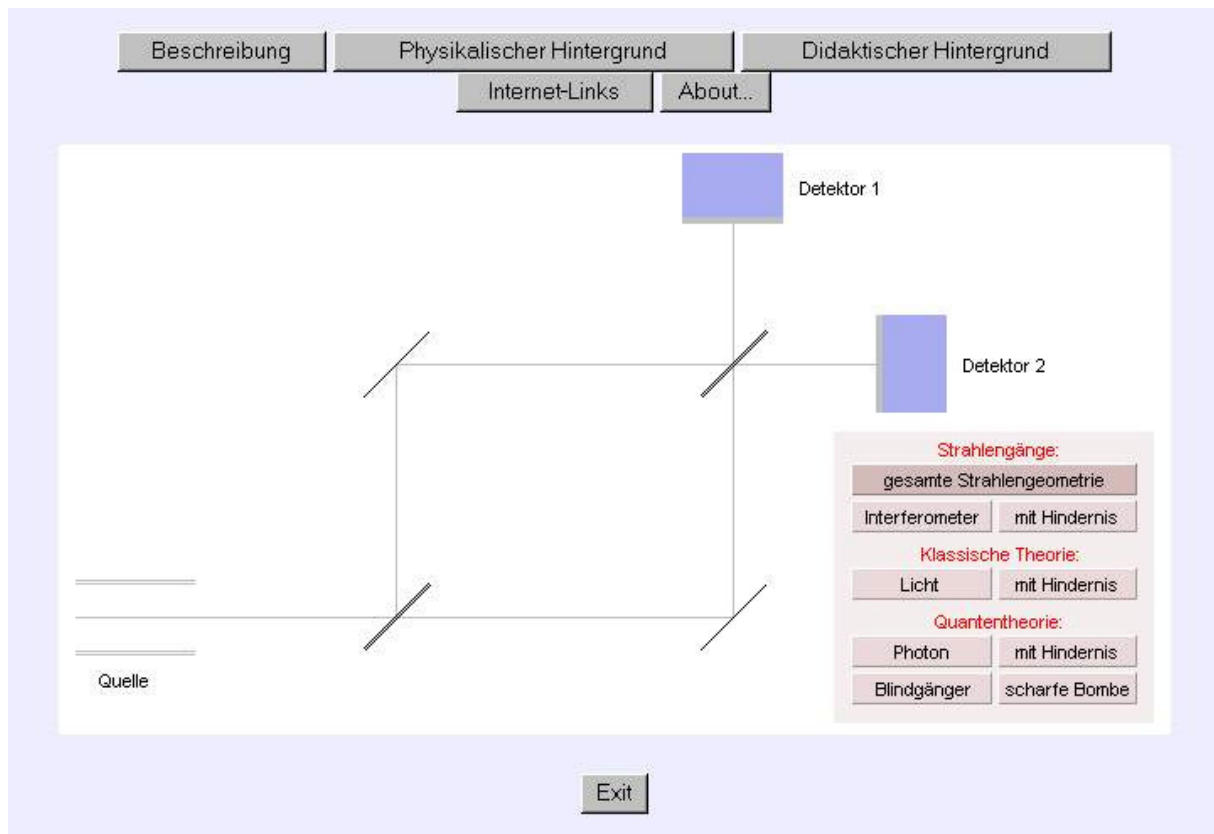 Beschreibung Physikalischer Hintergrund Didaktischer Hintergrund
Internet-Links About...
Detektor 1
Detektor 2
Strahlengänge:
gesamte Strahlengeometrie
Interferometer mit Hindernis
Klassische Theorie:
Licht mit Hindernis
Quantentheorie:
Photon mit Hindernis
Blindgänger scharfe Bombe
Quelle
Exit